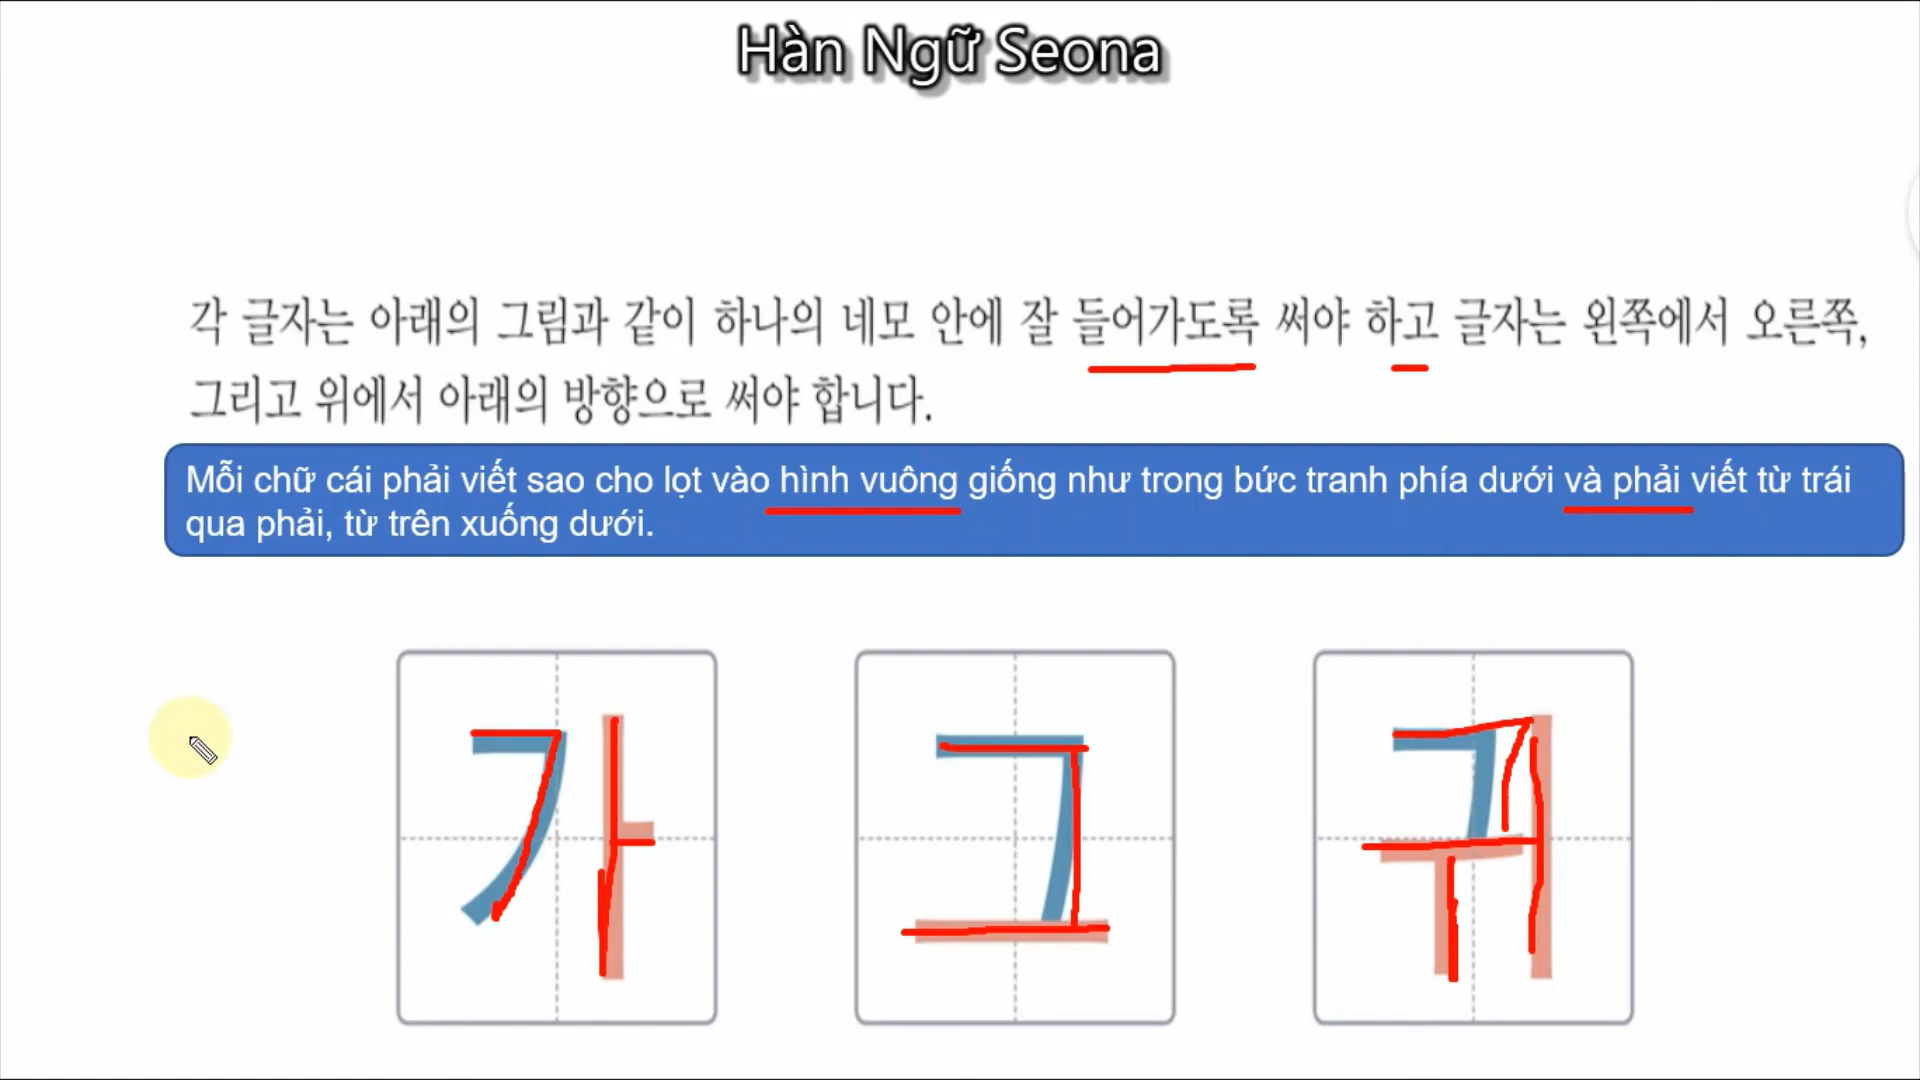 Hàn Ngữ Seona
각 글자는 아래의 그림과 같이 하나의 네모 안에 잘 들어가도록 써야 하고 글자는 왼쪽에서 오른쪽,
그리고 위에서 아래의 방향으로 써야 합니다.
Mỗi chữ cái phải viết sao cho lọt vào hình vuông giống như trong bức tranh phía dưới và phải viết từ trái
qua phải, từ trên xuống dưới.
가 그 귀